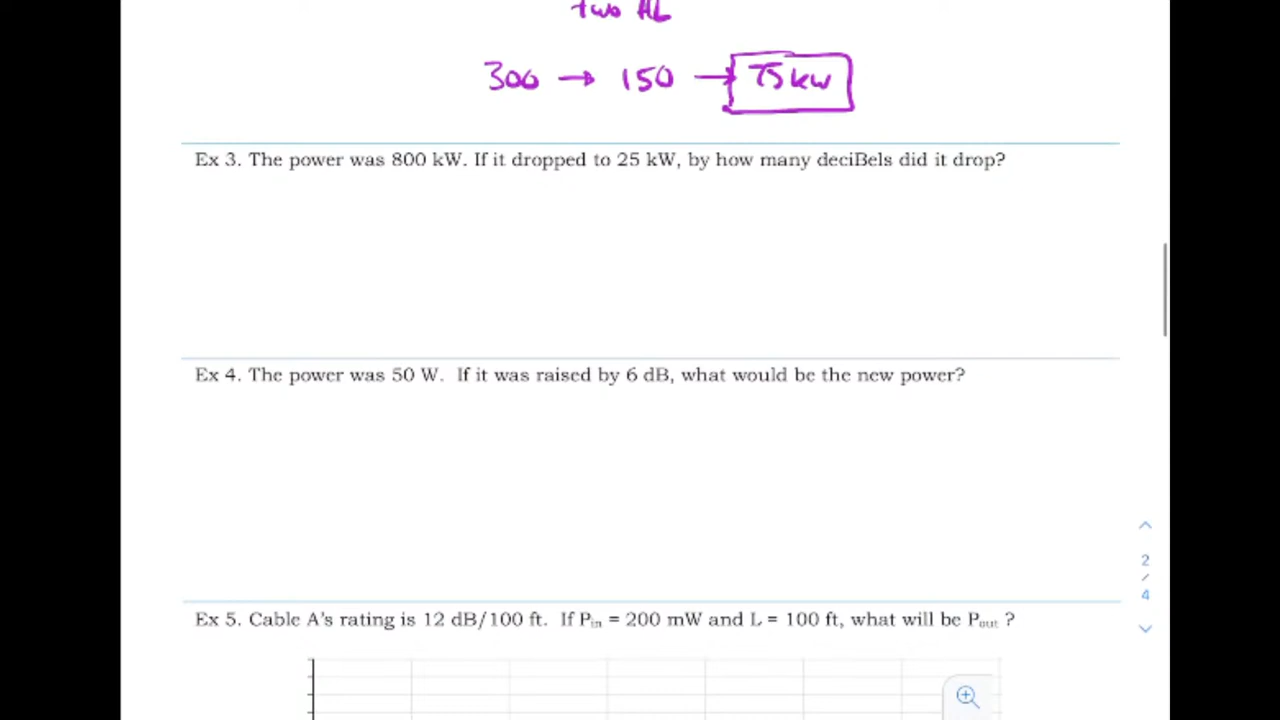 two HL
300 → 150 → 75 kw
Ex 3. The power was 800 kW. If it dropped to 25 kW, by how many deciBels did it drop?
Ex 4. The power was 50 W. If it was raised by 6 dB, what would be the new power?
2
/
4
Ex 5. Cable A's rating is 12 dB/100 ft. If Pin = 200 mW and L = 100 ft, what will be Pout ?